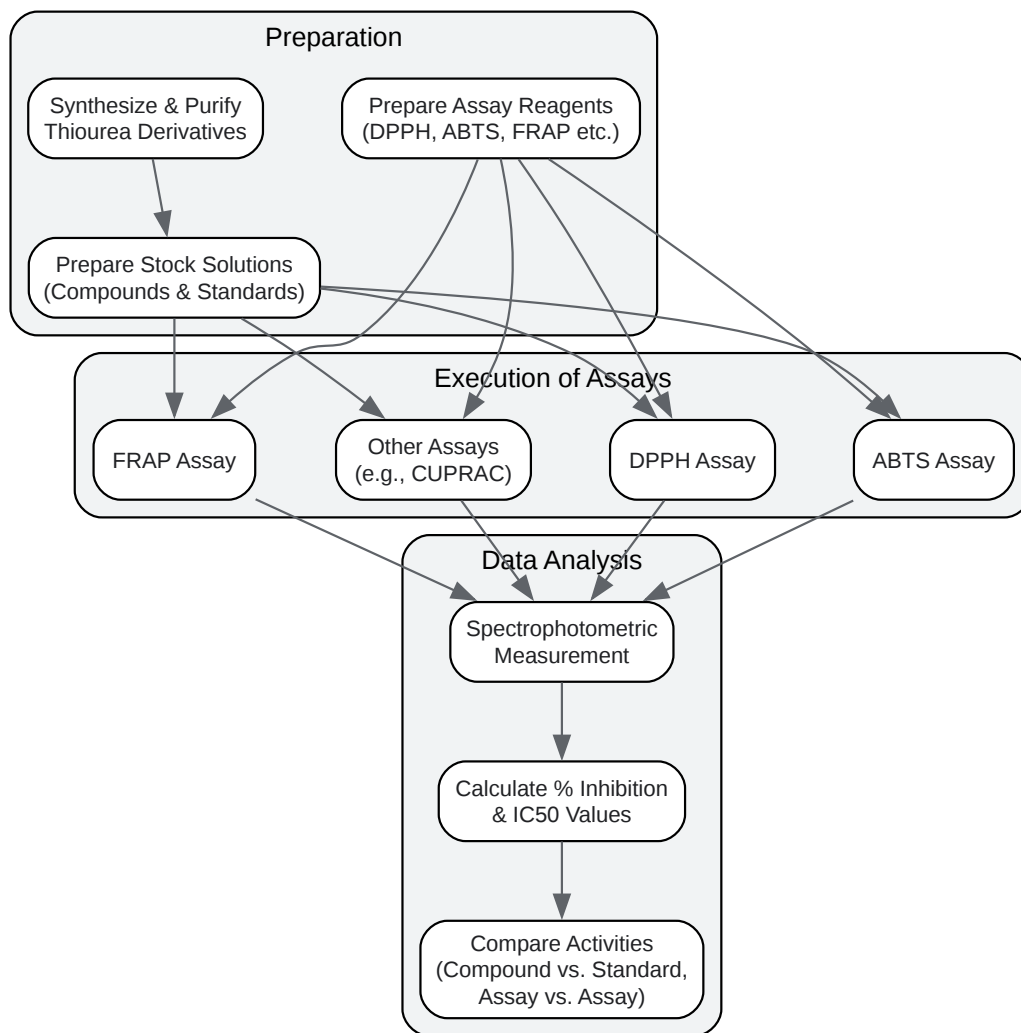 Preparation
Synthesize & Purify
Thiourea Derivatives
Prepare Assay Reagents
(DPPH, ABTS, FRAP etc.)
Prepare Stock Solutions
(Compounds & Standards)
Execution of Assays
FRAP Assay
Other Assays
(e.g., CUPRAC)
DPPH Assay
ABTS Assay
Data Analysis
Spectrophotometric
Measurement
Calculate % Inhibition
& IC50 Values
Compare Activities
(Compound vs. Standard,
Assay vs. Assay)